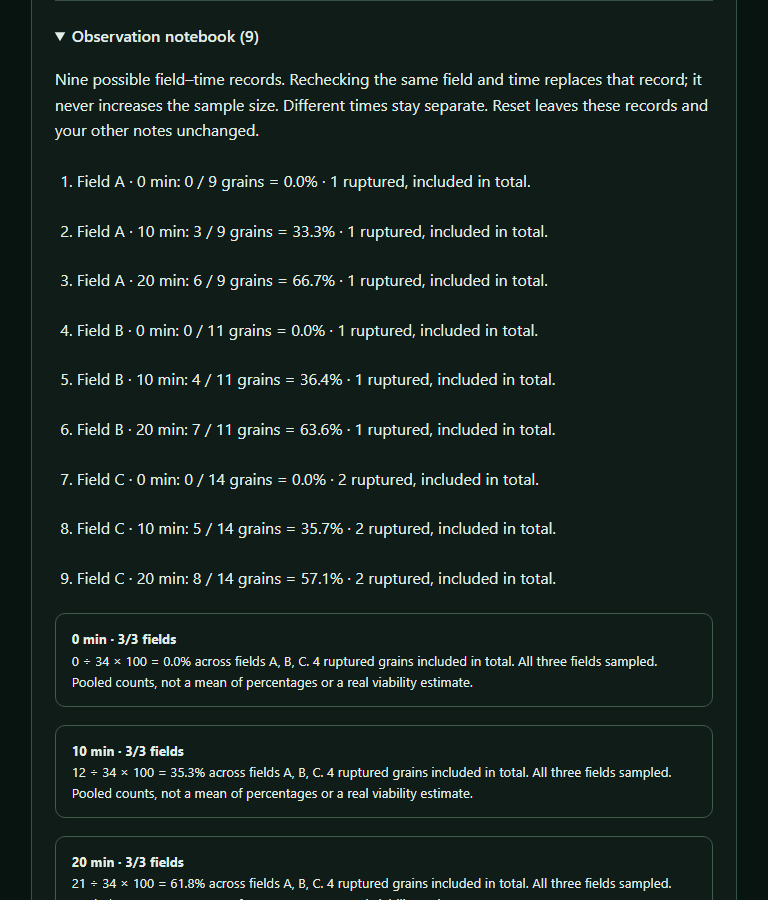 ▼ Observation notebook (9)
Nine possible field–time records. Rechecking the same field and time replaces that record; it
never increases the sample size. Different times stay separate. Reset leaves these records and
your other notes unchanged.
1. Field A · 0 min: 0 / 9 grains = 0.0% · 1 ruptured, included in total.
2. Field A · 10 min: 3 / 9 grains = 33.3% · 1 ruptured, included in total.
3. Field A · 20 min: 6 / 9 grains = 66.7% · 1 ruptured, included in total.
4. Field B · 0 min: 0 / 11 grains = 0.0% · 1 ruptured, included in total.
5. Field B · 10 min: 4 / 11 grains = 36.4% · 1 ruptured, included in total.
6. Field B · 20 min: 7 / 11 grains = 63.6% · 1 ruptured, included in total.
7. Field C · 0 min: 0 / 14 grains = 0.0% · 2 ruptured, included in total.
8. Field C · 10 min: 5 / 14 grains = 35.7% · 2 ruptured, included in total.
9. Field C · 20 min: 8 / 14 grains = 57.1% · 2 ruptured, included in total.
0 min · 3/3 fields
0 ÷ 34 × 100 = 0.0% across fields A, B, C. 4 ruptured grains included in total. All three fields sampled.
Pooled counts, not a mean of percentages or a real viability estimate.
10 min · 3/3 fields
12 ÷ 34 × 100 = 35.3% across fields A, B, C. 4 ruptured grains included in total. All three fields sampled.
Pooled counts, not a mean of percentages or a real viability estimate.
20 min · 3/3 fields
21 ÷ 34 × 100 = 61.8% across fields A, B, C. 4 ruptured grains included in total. All three fields sampled.